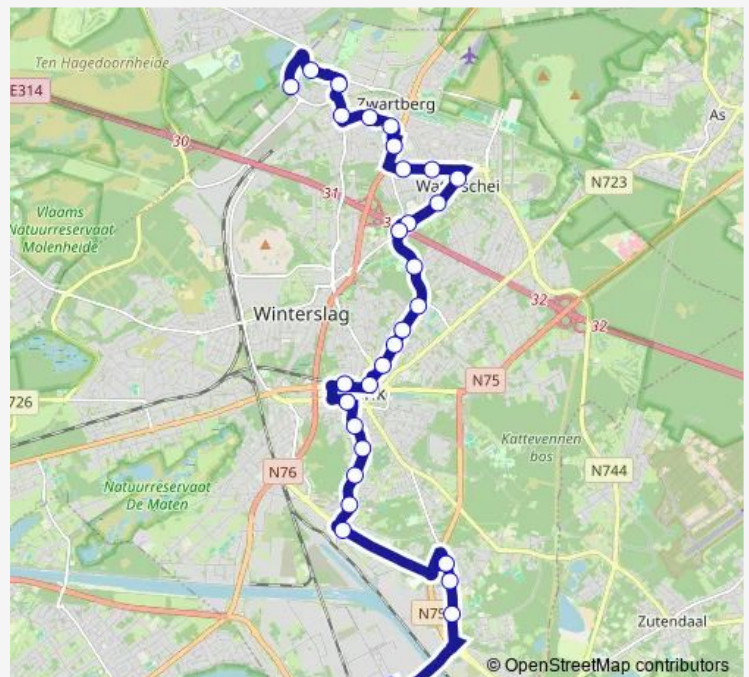 Ten Hagedoornheide
E314
Zwartberg
As
30
31
N723
Vlaams
Natuurreservaat
Molenheide
Winterslag
32
32
N75
726
Kattevennen
bos
N76
N744
Natuurreservaat
De Maten
Zutendaal
© OpenStreetMap contributors